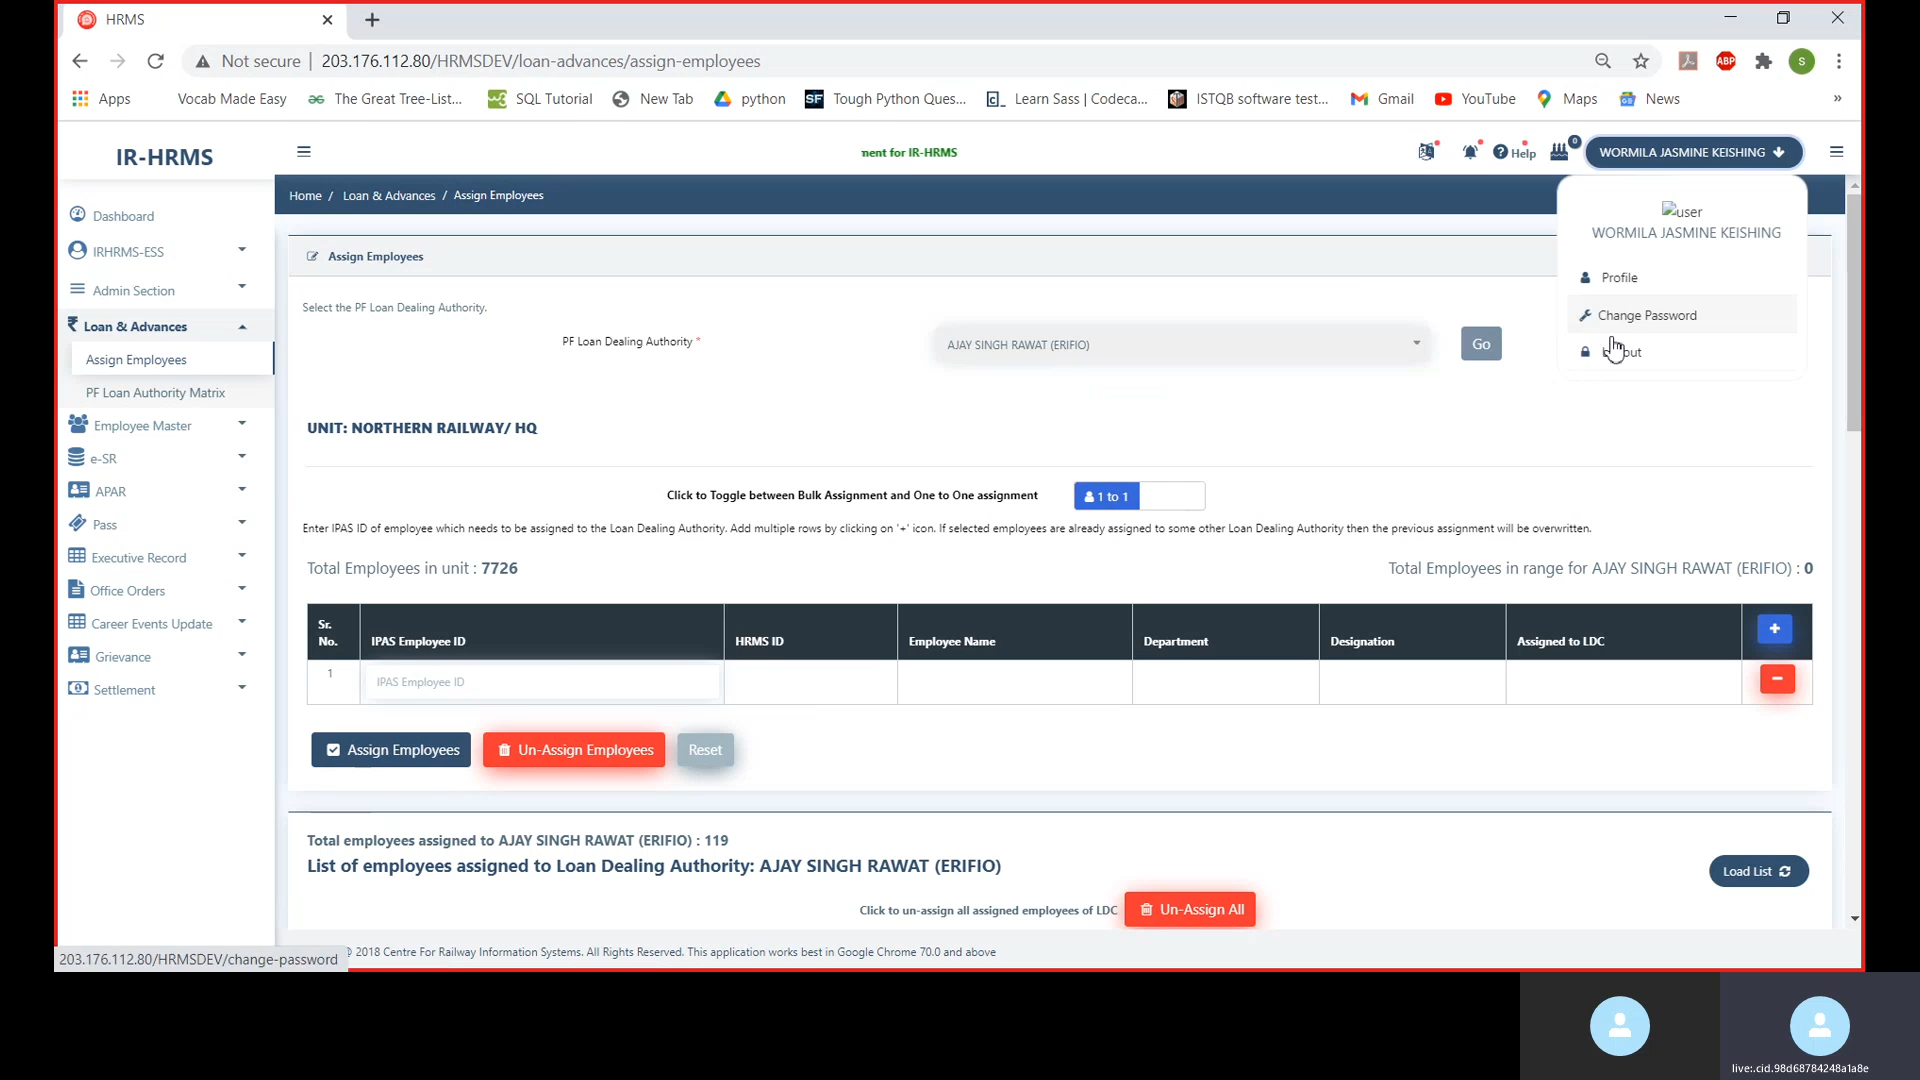 HRMS
Not secure
203.176.112.80/HRMSDEV/loan-advances/assign-employees
ABP
S
Apps
Vocab Made Easy
The Great Tree-List...
SQL Tutorial
New Tab
python
SF
Tough Python Ques...
Learn Sass | Codeca...
ISTQB software test...
Gmail
YouTube
Maps
News
IR-HRMS
nent for IR-HRMS
Help
0
WORMILA JASMINE KEISHING
Home / Loan & Advances / Assign Employees
user
WORMILA JASMINE KEISHING
Profile
Change Password
Dashboard
IRHRMS-ESS
Admin Section
Loan & Advances
Assign Employees
PF Loan Authority Matrix
Employee Master
e-SR
APAR
Pass
Executive Record
Office Orders
Career Events Update
Grievance
Settlement
Assign Employees
Select the PF Loan Dealing Authority.
PF Loan Dealing Authority *
AJAY SINGH RAWAT (ERIFIO)
Go
UNIT: NORTHERN RAILWAY/ HQ
Click to Toggle between Bulk Assignment and One to One assignment
1 to 1
Enter IPAS ID of employee which needs to be assigned to the Loan Dealing Authority. Add multiple rows by clicking on '+' icon. If selected employees are already assigned to some other Loan Dealing Authority then the previous assignment will be overwritten.
Total Employees in unit : 7726
Total Employees in range for AJAY SINGH RAWAT (ERIFIO) : 0
Sr. No.
IPAS Employee ID
HRMS ID
Employee Name
Department
Designation
Assigned to LDC
1
IPAS Employee ID
Assign Employees
Un-Assign Employees
Reset
Total employees assigned to AJAY SINGH RAWAT (ERIFIO) : 119
List of employees assigned to Loan Dealing Authority: AJAY SINGH RAWAT (ERIFIO)
Load List
Click to un-assign all assigned employees of LDC
Un-Assign All
203.176.112.80/HRMSDEV/change-password
2018 Centre For Railway Information Systems. All Rights Reserved. This application works best in Google Chrome 70.0 and above
live:.cid.98d68784248a1a8e